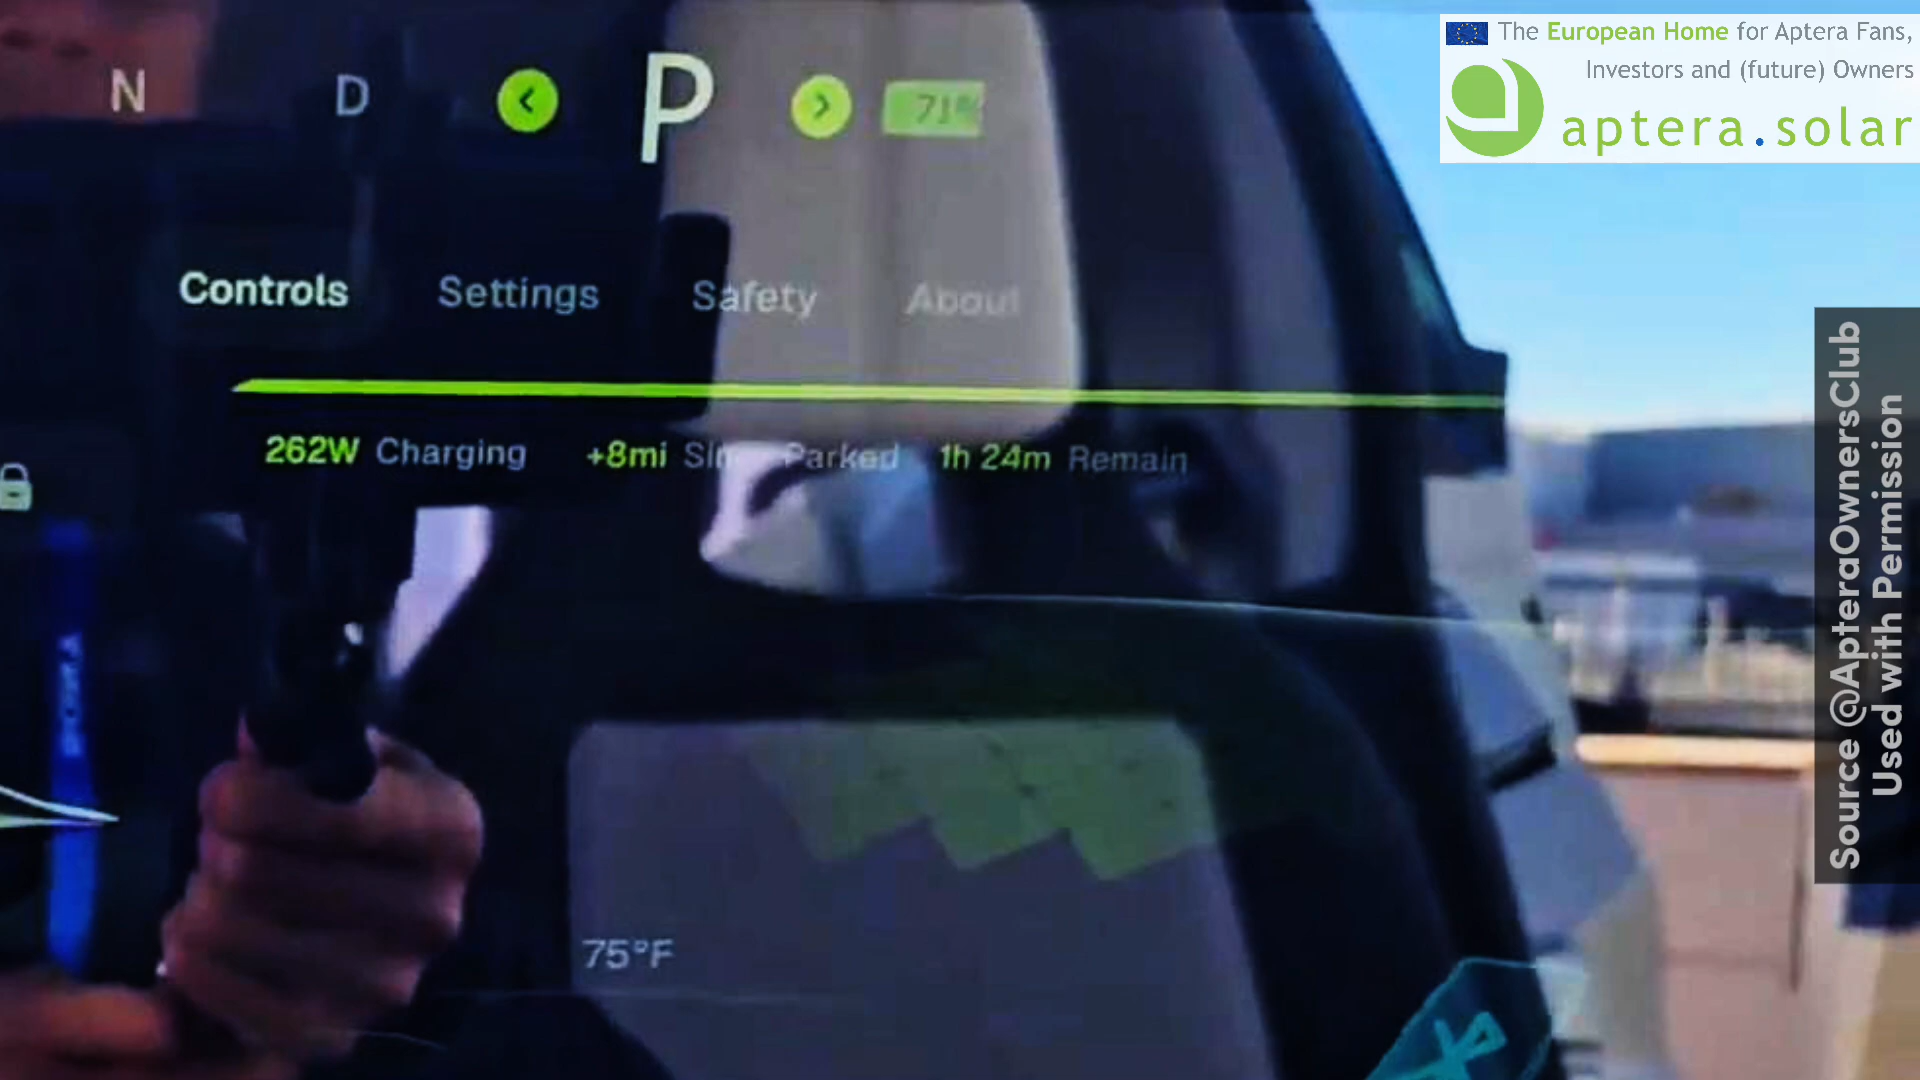 The European Home for Aptera Fans,
Investors and (future) Owners
aptera.solar
N D P 71%
Controls Settings Safety About
262W Charging +8mi Parked 1h 24m Remain
75°F
Source @ApteraOwnersClub
Used with Permission